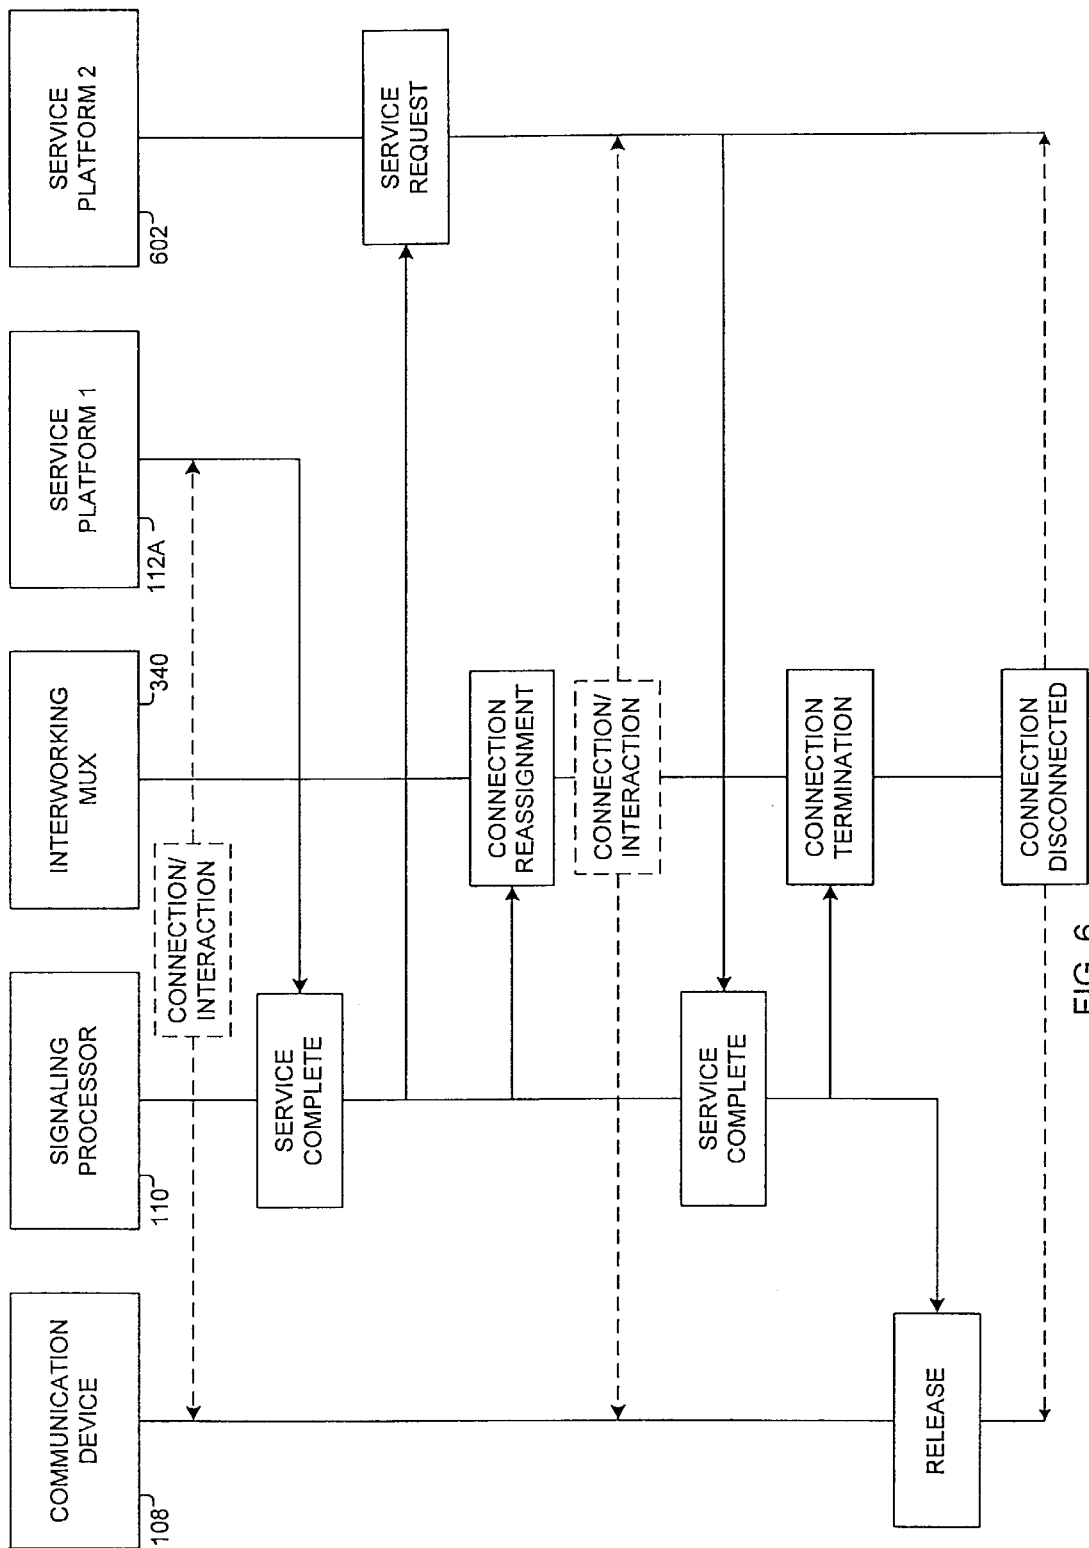 COMMUNICATION
DEVICE
108
SIGNALING
PROCESSOR
110
INTERWORKING
MUX
340
SERVICE
PLATFORM 1
112A
SERVICE
PLATFORM 2
602
CONNECTION/
INTERACTION
SERVICE
COMPLETE
SERVICE
REQUEST
CONNECTION
REASSIGNMENT
CONNECTION/
INTERACTION
SERVICE
COMPLETE
CONNECTION
TERMINATION
RELEASE
CONNECTION
DISCONNECTED
FIG. 6